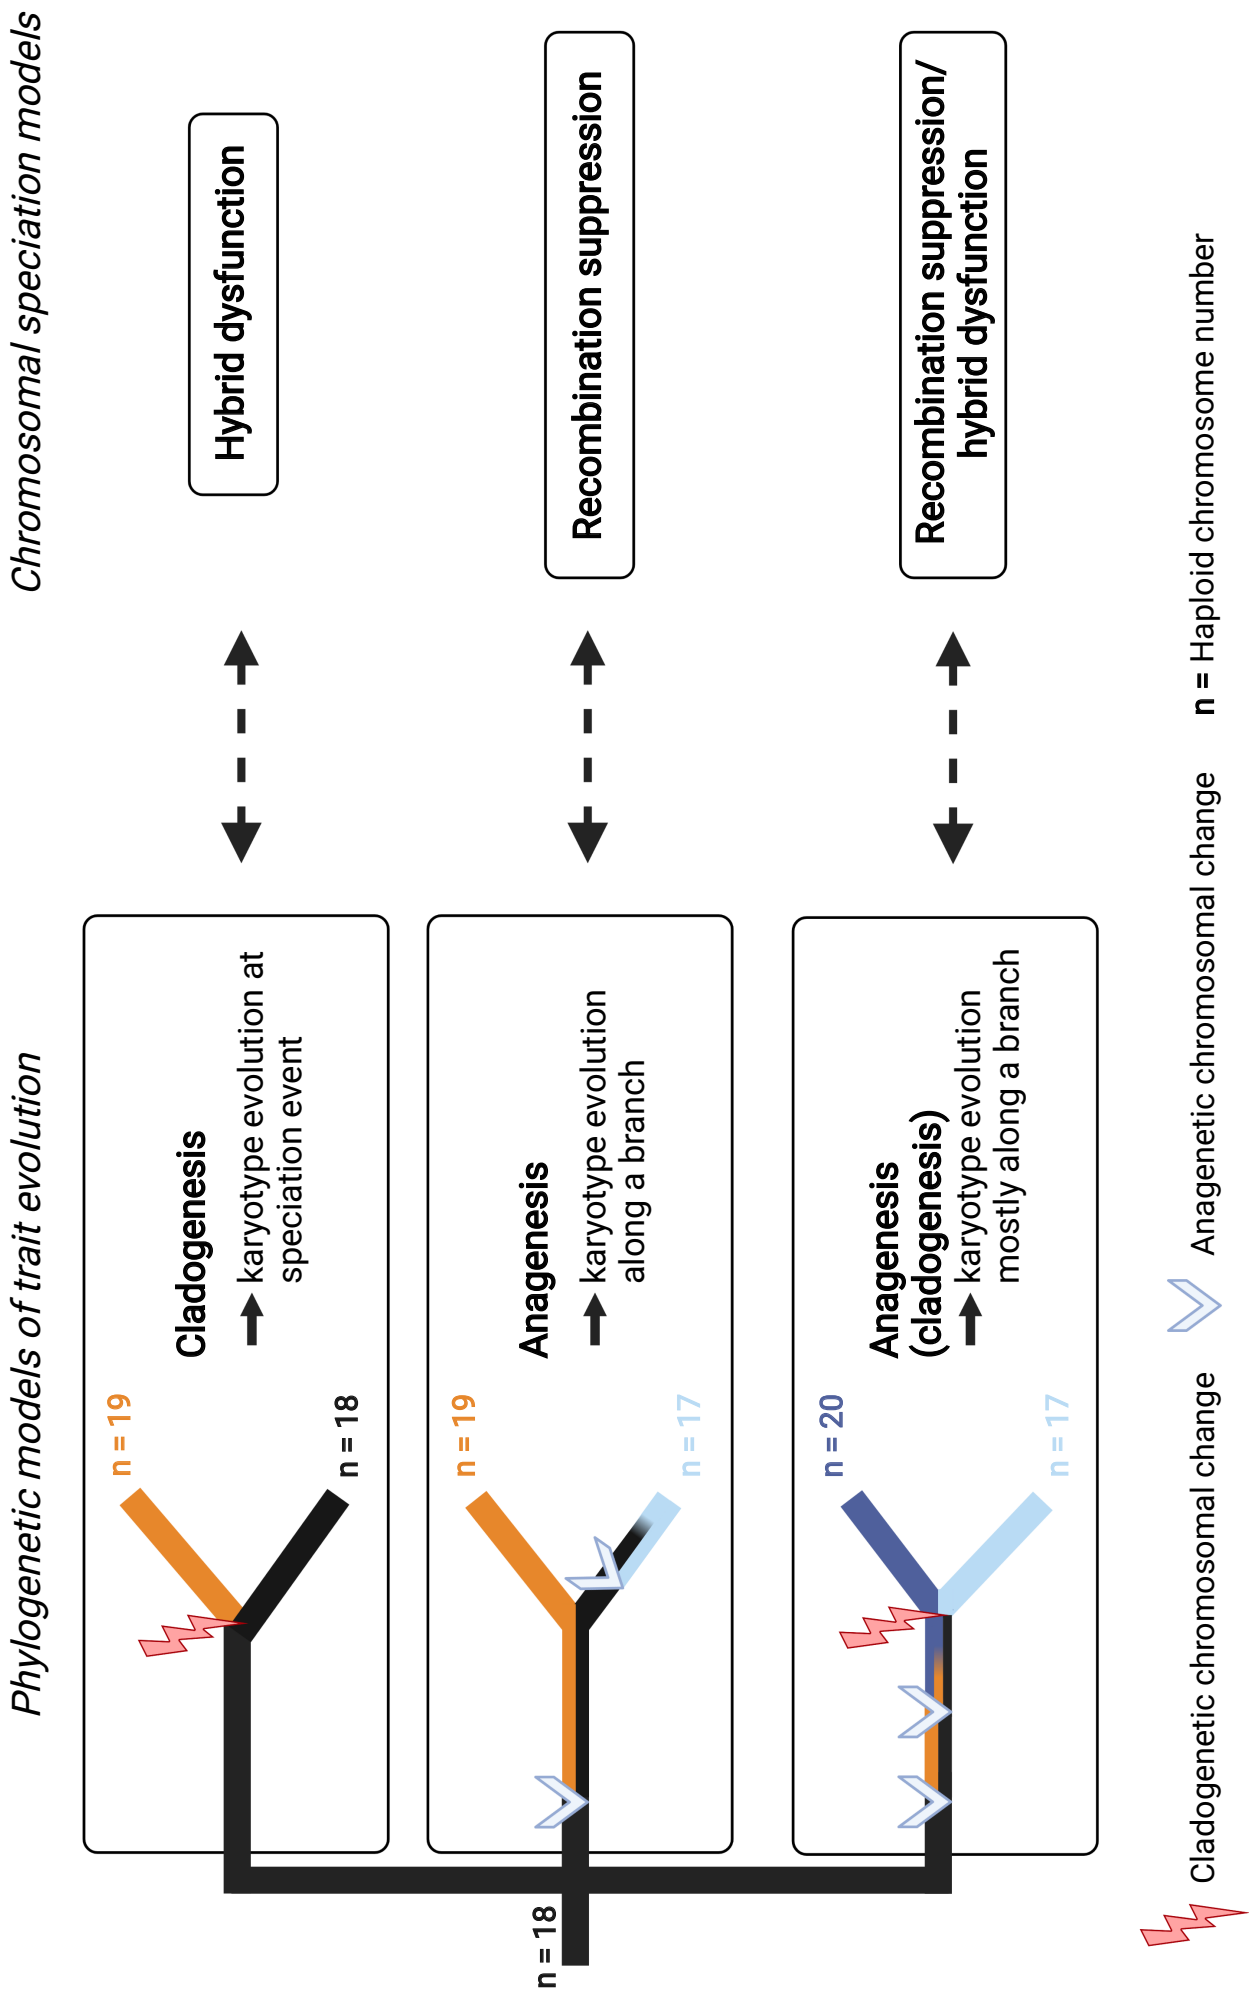 Phylogenetic models of trait evolution
Chromosomal speciation models
n = 18
n = 19
n = 18
Cladogenesis
karyotype evolution at
speciation event
Hybrid dysfunction
n = 19
n = 17
Anagenesis
karyotype evolution
along a branch
Recombination suppression
n = 20
n = 17
Anagenesis
(cladogenesis)
karyotype evolution
mostly along a branch
Recombination suppression/
hybrid dysfunction
Cladogenetic chromosomal change
Anagenetic chromosomal change
n = Haploid chromosome number